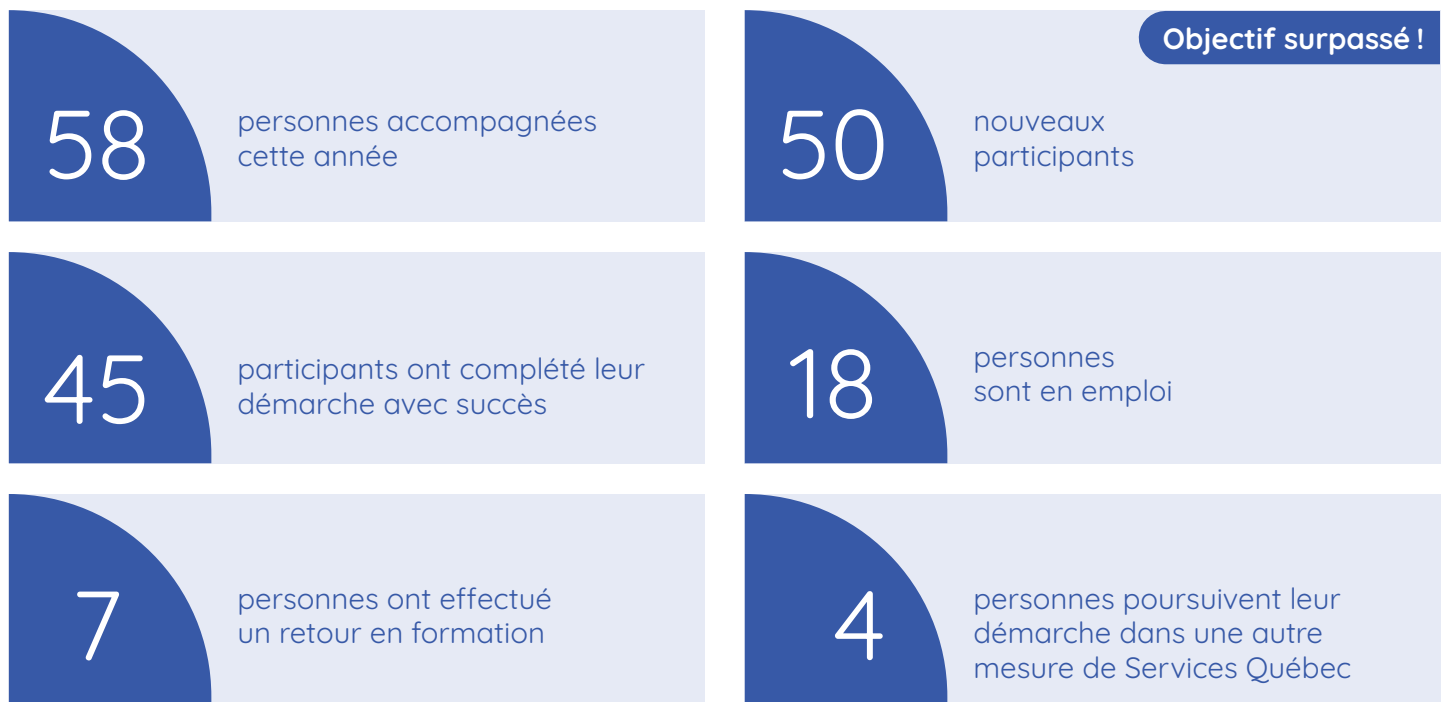 58
personnes accompagnées
cette année
Objectif surpassé !
50
nouveaux
participants
45
participants ont complété leur
démarche avec succès
18
personnes
sont en emploi
7
personnes ont effectué
un retour en formation
4
personnes poursuivent leur
démarche dans une autre
mesure de Services Québec